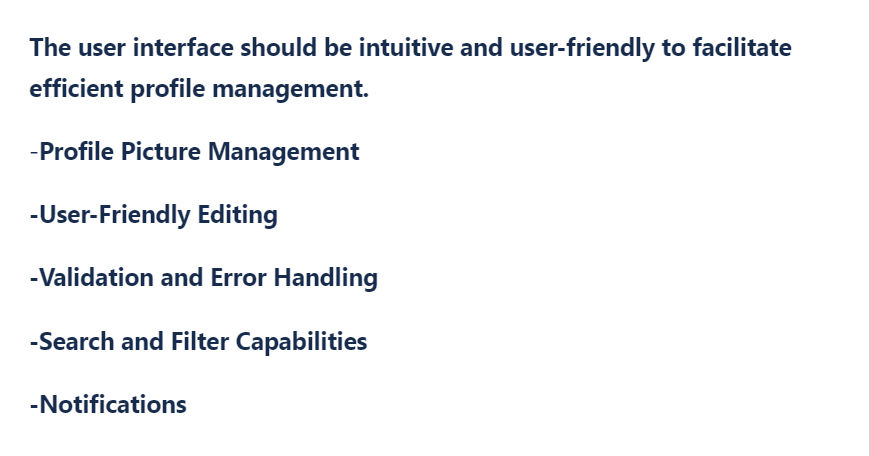 The user interface should be intuitive and user-friendly to facilitate
efficient profile management.
-Profile Picture Management
-User-Friendly Editing
-Validation and Error Handling
-Search and Filter Capabilities
-Notifications